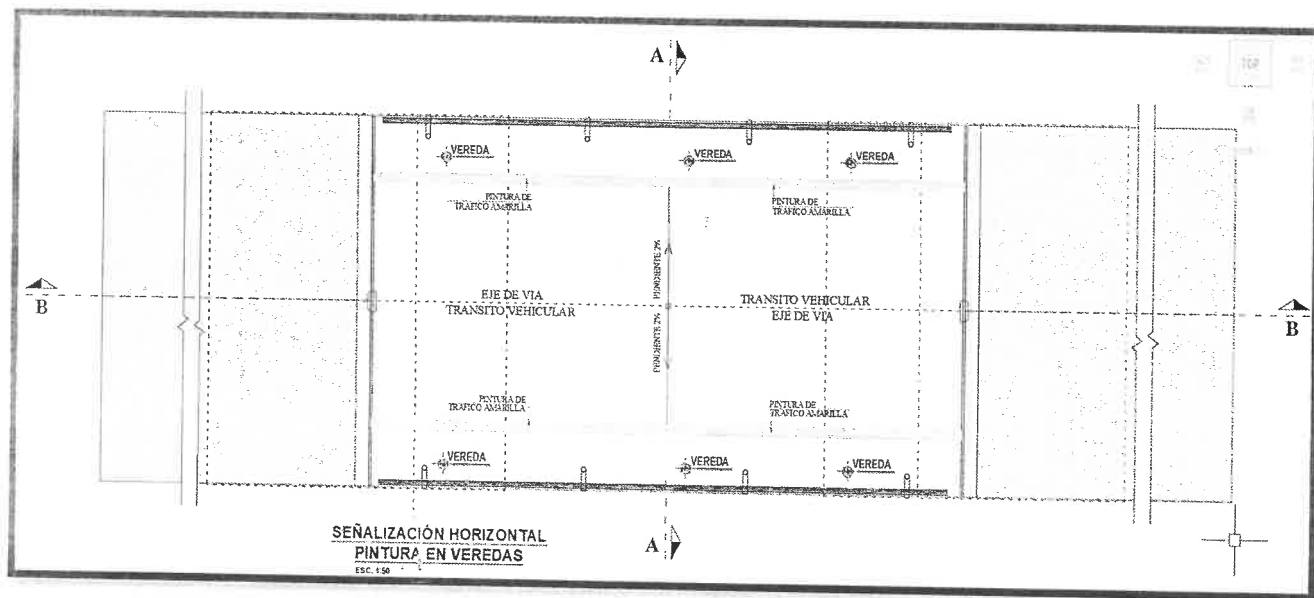 A
VEREDA
VEREDA
VEREDA
PINTURA DE
TRAFICO AMARILLA
PINTURA DE
TRAFICO AMARILLA
PENDIENTE 2%
B
EJE DE VIA
TRANSITO VEHICULAR
TRANSITO VEHICULAR
EJE DE VIA
B
PENDIENTE 2%
PINTURA DE
TRAFICO AMARILLA
PINTURA DE
TRAFICO AMARILLA
VEREDA
VEREDA
VEREDA
A
SEÑALIZACIÓN HORIZONTAL
PINTURA EN VEREDAS
ESC. 1:50